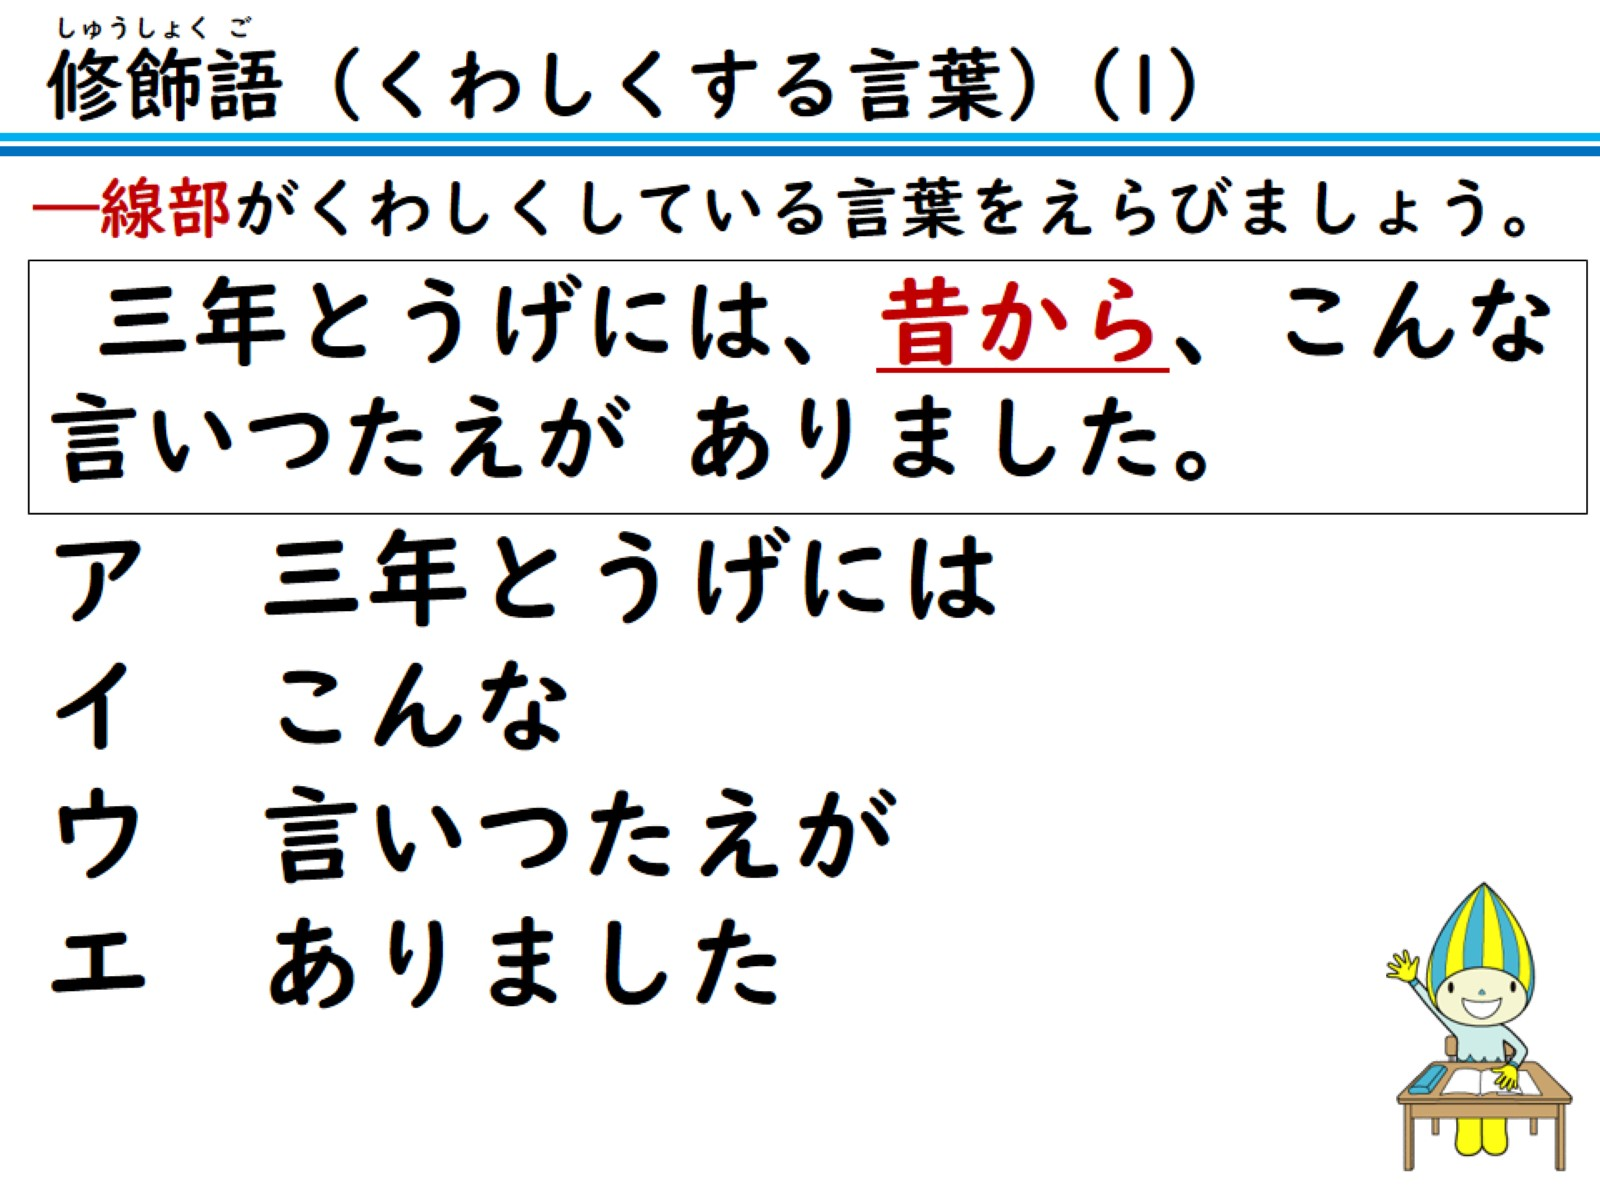 しゅうしょく ご
修飾語（くわしくする言葉）（1）
―線部がくわしくしている言葉をえらびましょう。
三年とうげには、昔から、こんな
言いつたえが ありました。
ア 三年とうげには
イ こんな
ウ 言いつたえが
エ ありました